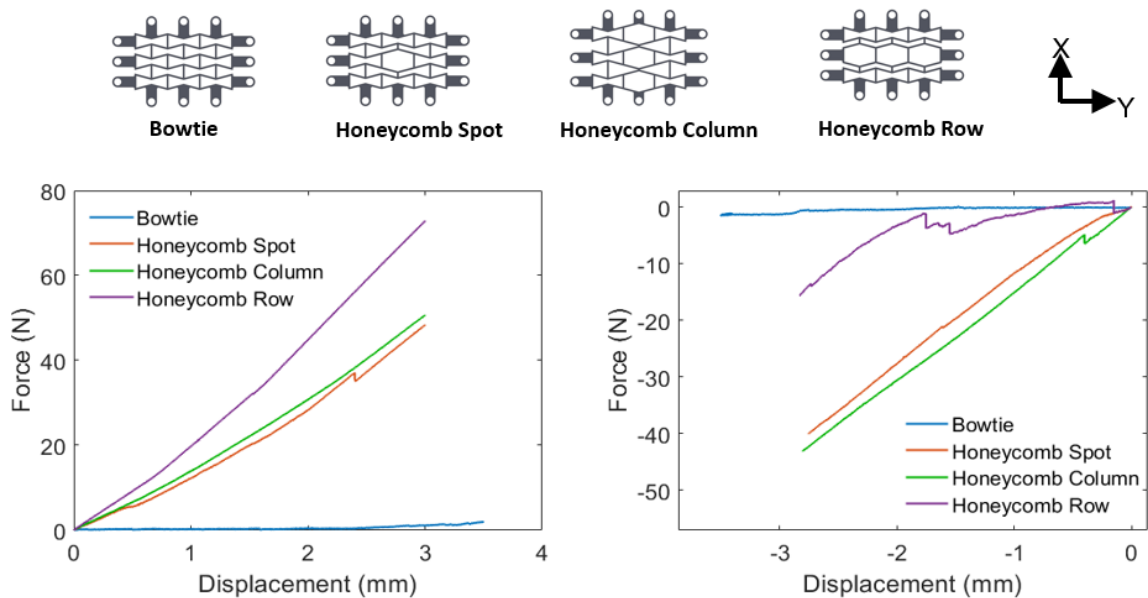 X
Y
Bowtie
Honeycomb Spot
Honeycomb Column
Honeycomb Row
80
60
40
20
0
Force (N)
Bowtie
Honeycomb Spot
Honeycomb Column
Honeycomb Row
0
1
2
3
4
Displacement (mm)
0
-10
-20
-30
-40
-50
Force (N)
Bowtie
Honeycomb Spot
Honeycomb Column
Honeycomb Row
-3
-2
-1
0
Displacement (mm)